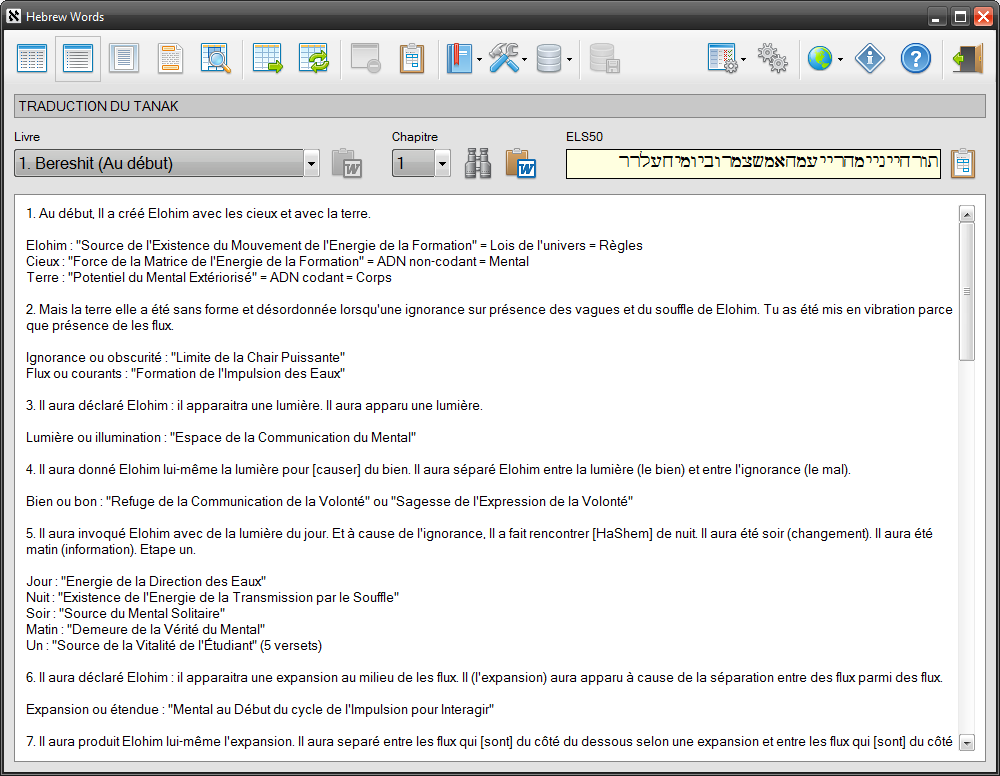 Hebrew Words
TRADUCTION DU TANAK
Livre
Chapitre
ELS50
1. Bereshit (Au début)
1
תורהיינייימהרייעמהאמשצמרוביומיחעלרר
1. Au début, Il a créé Elohim avec les cieux et avec la terre.
Elohim : "Source de l'Existence du Mouvement de l'Energie de la Formation" = Lois de l'univers = Règles
Cieux : "Force de la Matrice de l'Energie de la Formation" = ADN non-codant = Mental
Terre : "Potentiel du Mental Extériorisé" = ADN codant = Corps
2. Mais la terre elle a été sans forme et désordonnée lorsqu'une ignorance sur présence des vagues et du souffle de Elohim. Tu as été mis en vibration parce
que présence de les flux.
Ignorance ou obscurité : "Limite de la Chair Puissante"
Flux ou courants : "Formation de l'Impulsion des Eaux"
3. Il aura déclaré Elohim : il apparaitra une lumière. Il aura apparu une lumière.
Lumière ou illumination : "Espace de la Communication du Mental"
4. Il aura donné Elohim lui-même la lumière pour [causer] du bien. Il aura séparé Elohim entre la lumière (le bien) et entre l'ignorance (le mal).
Bien ou bon : "Refuge de la Communication de la Volonté" ou "Sagesse de l'Expression de la Volonté"
5. Il aura invoqué Elohim avec de la lumière du jour. Et à cause de l'ignorance, Il a fait rencontrer [HaShem] de nuit. Il aura été soir (changement). Il aura été
matin (information). Etape un.
Jour : "Energie de la Direction des Eaux"
Nuit : "Existence de l'Energie de la Transmission par le Souffle"
Soir : "Source du Mental Solitaire"
Matin : "Demeure de la Vérité du Mental"
Un : "Source de la Vitalité de l'Étudiant" (5 versets)
6. Il aura déclaré Elohim : il apparaitra une expansion au milieu de les flux. Il (l'expansion) aura apparu à cause de la séparation entre des flux parmi des flux.
Expansion ou étendue : "Mental au Début du cycle de l'Impulsion pour Interagir"
7. Il aura produit Elohim lui-même l'expansion. Il aura separé entre les flux qui [sont] du côté du dessous selon une expansion et entre les flux qui [sont] du côté